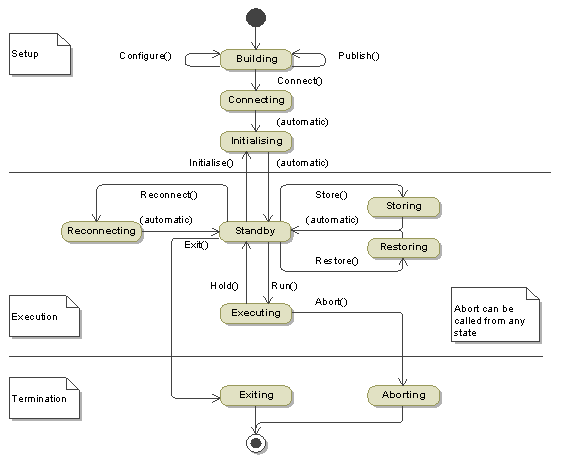 Setup
Configure()
Building
Publish()
Connect()
Connecting
(automatic)
Initialising
Initialise()
(automatic)
Reconnect()
Store()
Storing
(automatic)
(automatic)
Reconnecting
Standby
Exit()
Restoring
Restore()
Hold()
Run()
Execution
Executing
Abort()
Abort can be
called from any
state
Termination
Exiting
Aborting